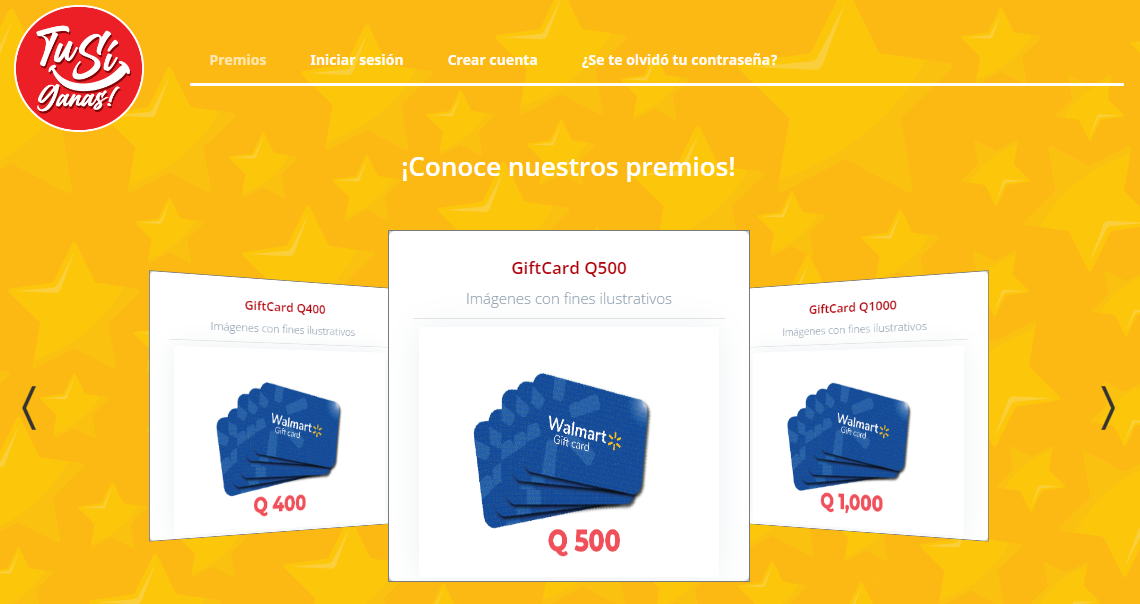 Tu Sí
ganas!
Premios
Iniciar sesión
Crear cuenta
¿Se te olvidó tu contraseña?
¡Conoce nuestros premios!
GiftCard Q400
Imágenes con fines ilustrativos
Walmart
Gift card
Q 400
GiftCard Q500
Imágenes con fines ilustrativos
Walmart
Gift card
Q 500
GiftCard Q1000
Imágenes con fines ilustrativos
Walmart
Gift card
Q 1,000